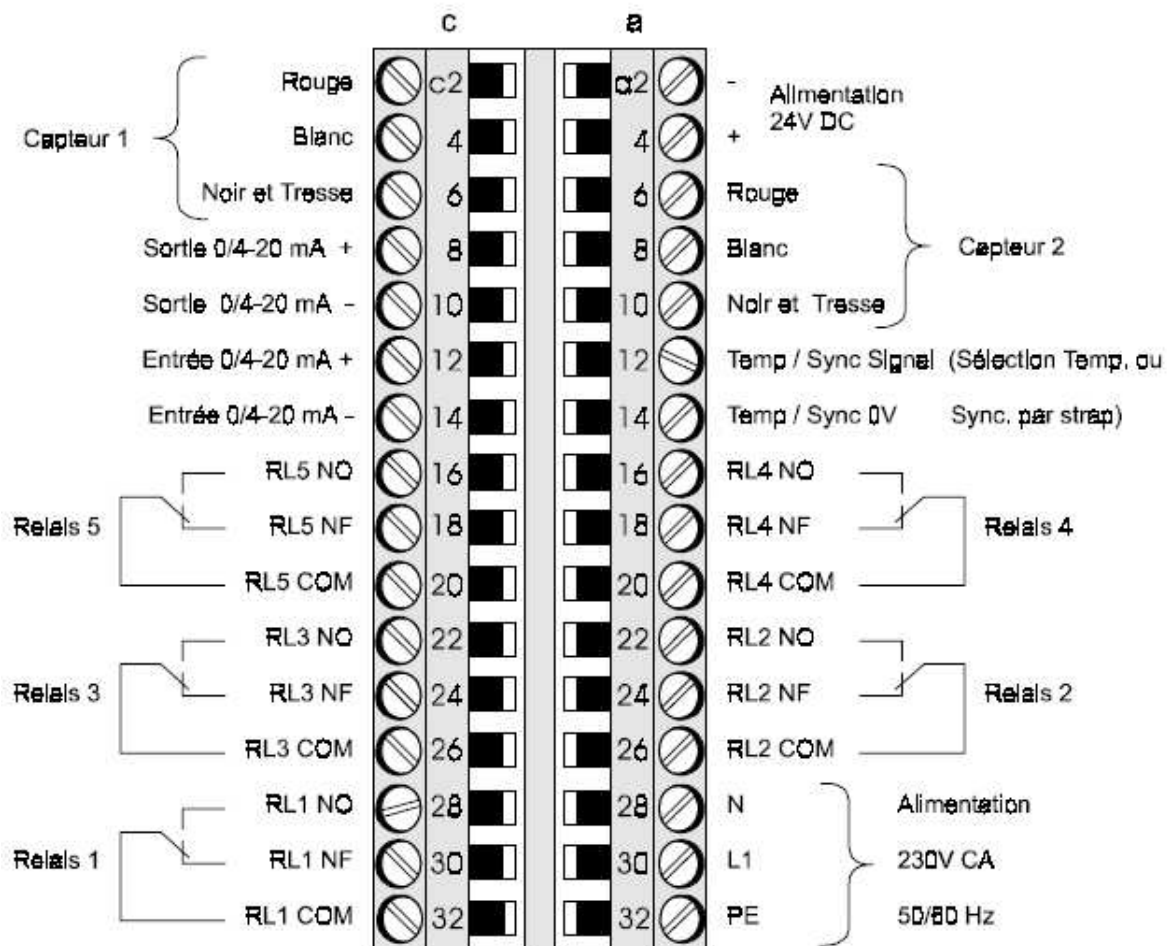 c a
Rouge c2 a2 - Alimentation
24V DC
Capteur 1 Blanc 4 4 +
Noir et Tresse 6 6 Rouge
Sortie 0/4-20 mA + 8 8 Blanc Capteur 2
Sortie 0/4-20 mA - 10 10 Noir et Tresse
Entrée 0/4-20 mA + 12 12 Temp / Sync Signal (Sélection Temp. ou
Entrée 0/4-20 mA - 14 14 Temp / Sync 0V Sync. par strap)
RL5 NO 16 16 RL4 NO
Relais 5 RL5 NF 18 18 RL4 NF Relais 4
RL5 COM 20 20 RL4 COM
RL3 NO 22 22 RL2 NO
Relais 3 RL3 NF 24 24 RL2 NF Relais 2
RL3 COM 26 26 RL2 COM
RL1 NO 28 28 N Alimentation
Relais 1 RL1 NF 30 30 L1 230V CA
RL1 COM 32 32 PE 50/60 Hz